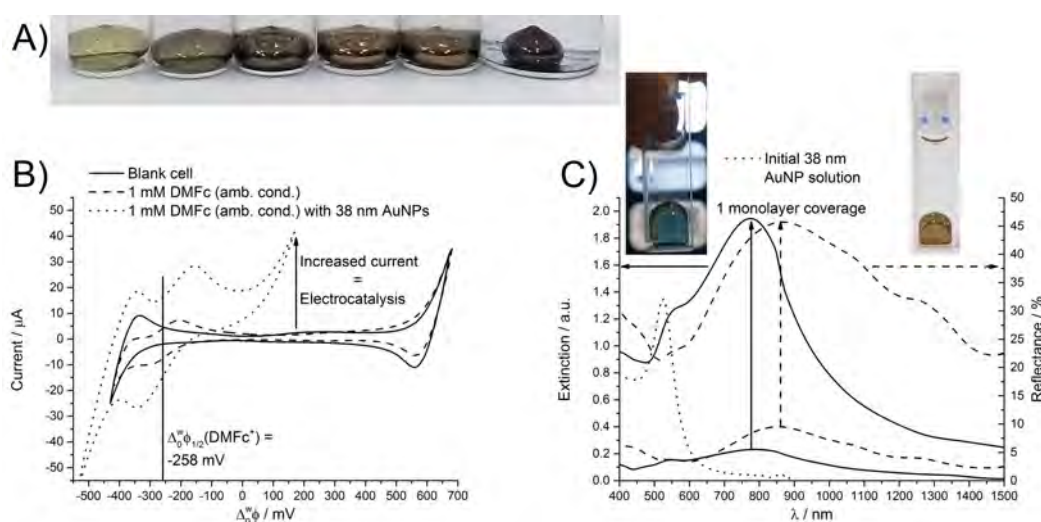 A)
B)
Blank cell
1 mM DMFc (amb. cond.)
1 mM DMFc (amb. cond.) with 38 nm AuNPs
50
45
40
35
30
25
20
15
10
5
0
-5
-10
-15
-20
-25
-30
-35
-40
-45
-50
Current / μA
Increased current
=
Electrocatalysis
Δ₀ʷϕ₁/₂(DMFc⁺) =
-258 mV
-500 -400 -300 -200 -100 0 100 200 300 400 500 600 700
Δ₀ʷϕ / mV
C)
Initial 38 nm
AuNP solution
1 monolayer coverage
2.0
1.8
1.6
1.4
1.2
1.0
0.8
0.6
0.4
0.2
0.0
Extinction / a.u.
50
45
40
35
30
25
20
15
10
5
0
Reflectance / %
400 500 600 700 800 900 1000 1100 1200 1300 1400 1500
λ / nm